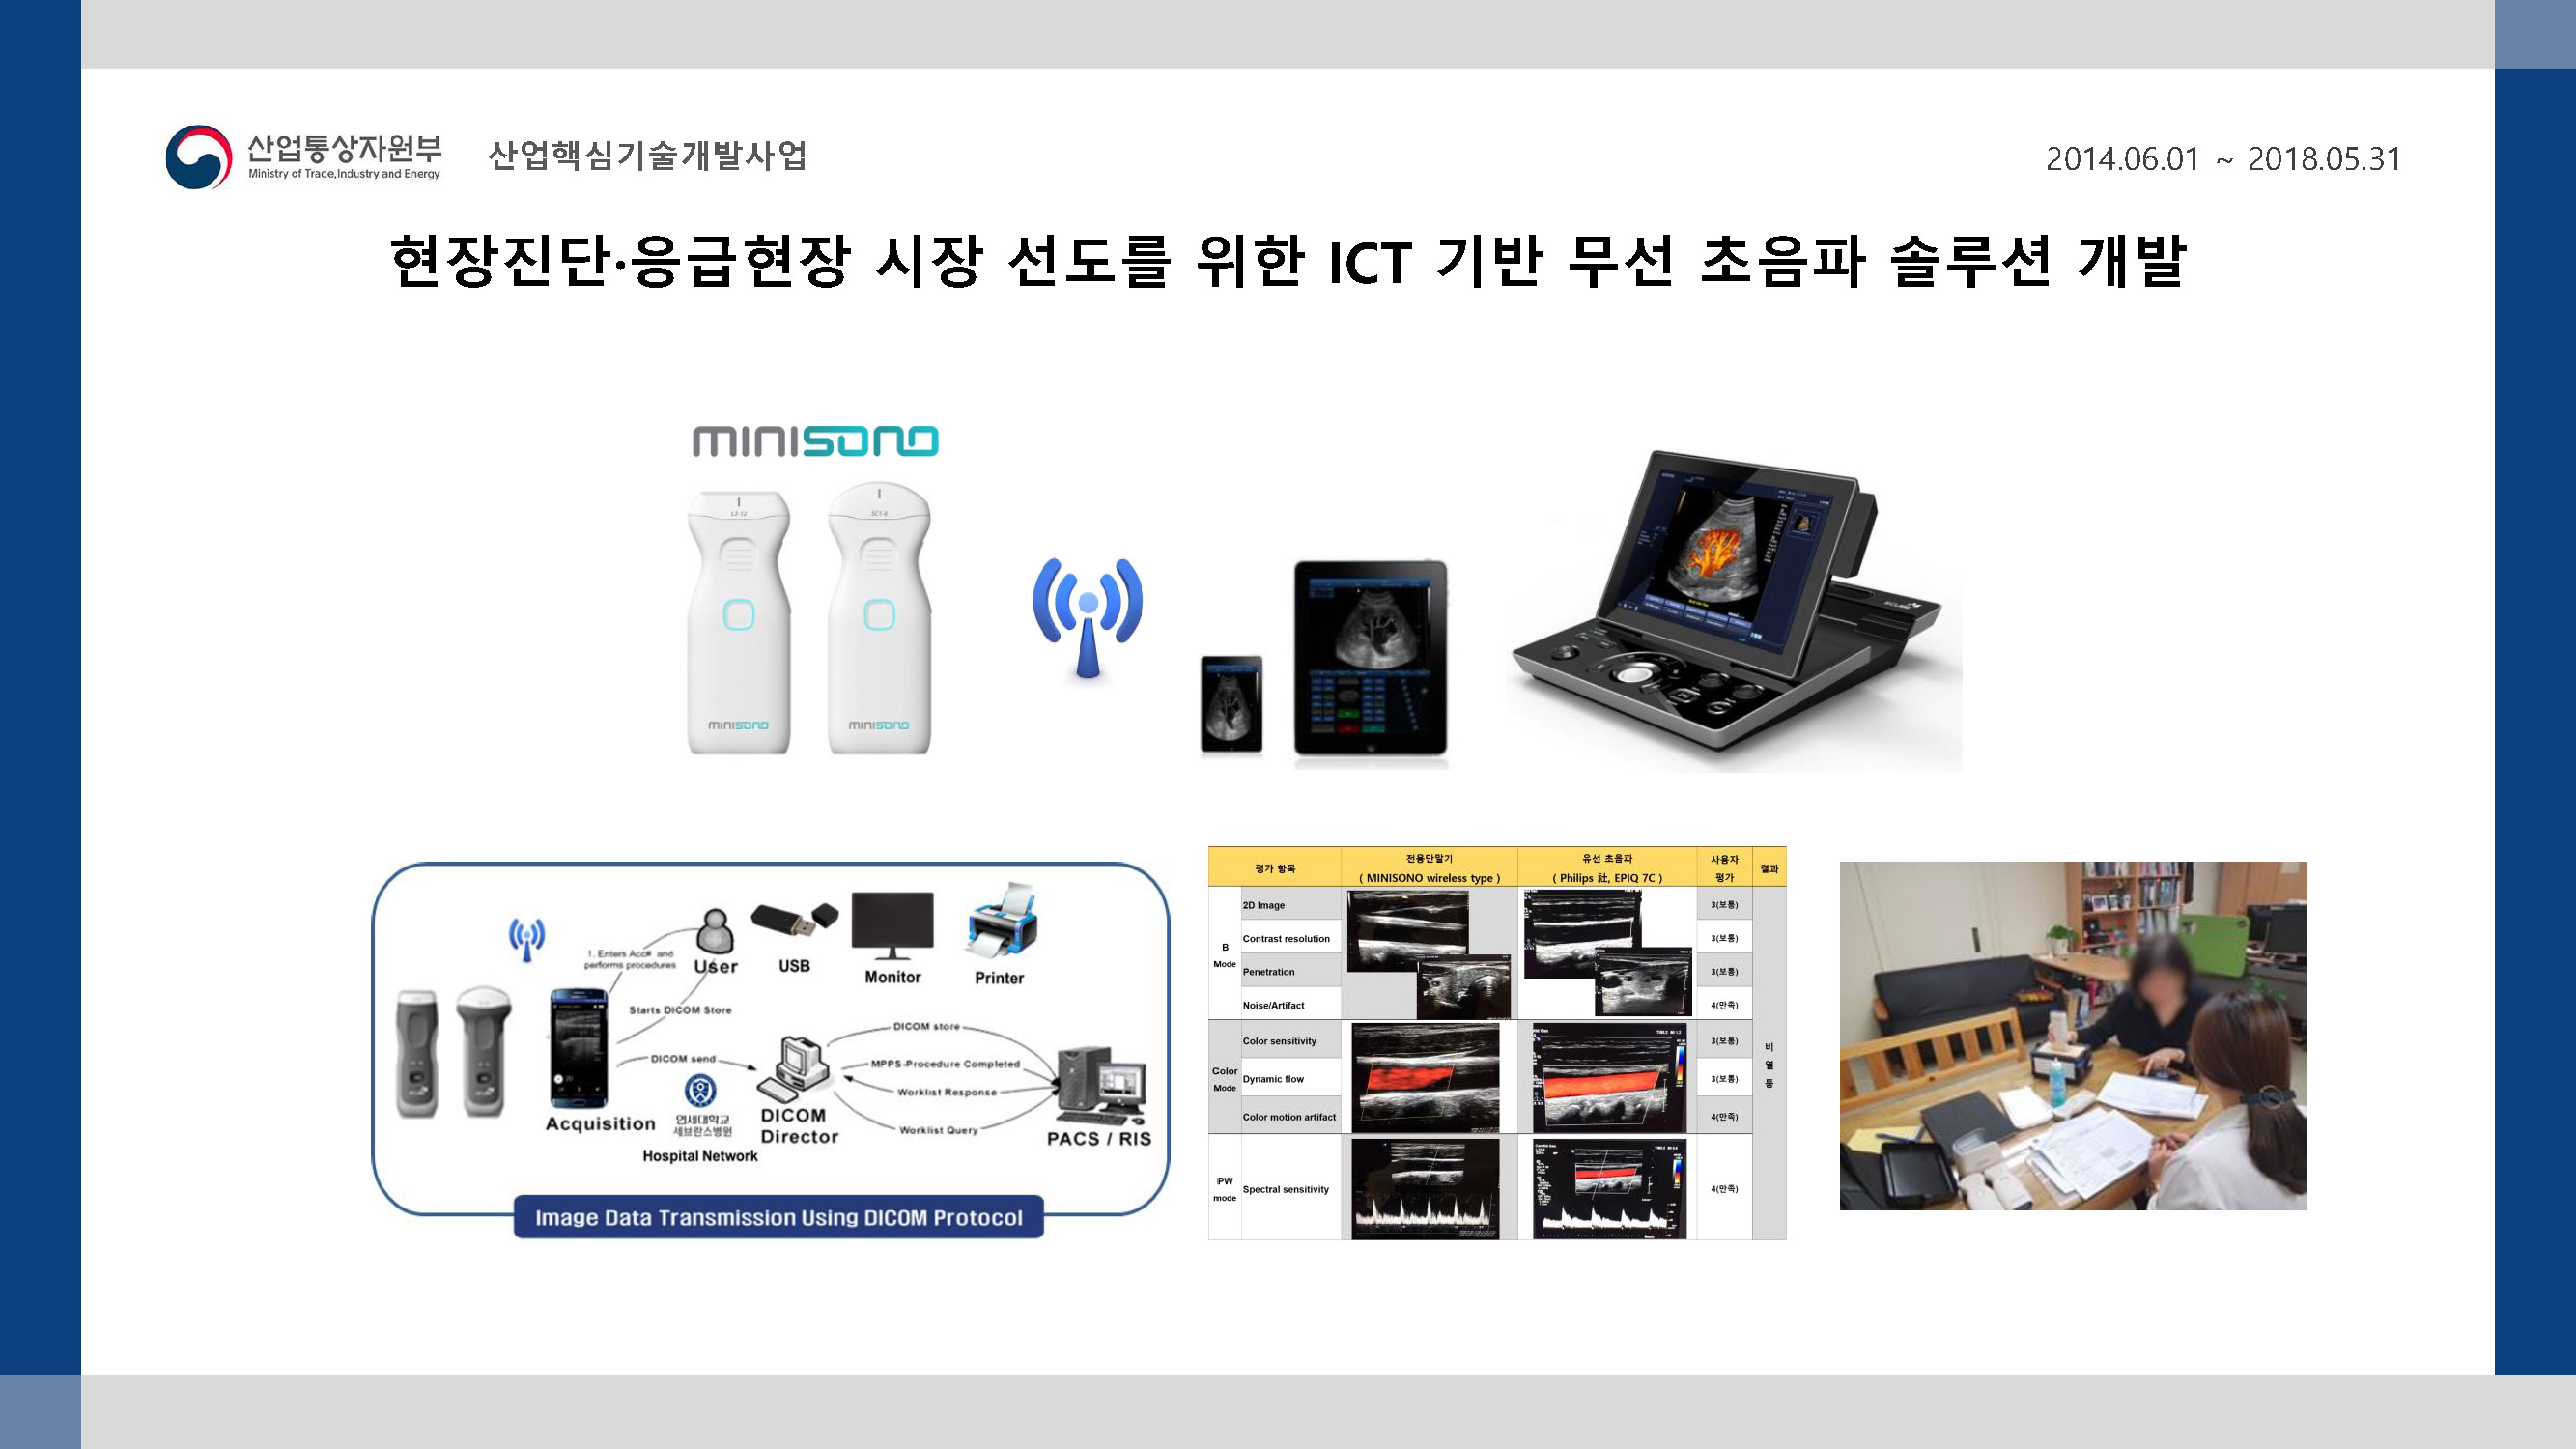 산업통상자원부
Ministry of Trade, Industry and Energy
산업핵심기술개발사업
2014.06.01 ~ 2018.05.31
현장진단·응급현장 시장 선도를 위한 ICT 기반 무선 초음파 솔루션 개발
minisono
L3-12
SC1-6
minisono
minisono
1. Enters Acc# and
performs procedures
User
USB
Monitor
Printer
Starts DICOM Store
DICOM send
DICOM store
MPPS-Procedure Completed
Worklist Response
Worklist Query
Acquisition
연세대학교
세브란스병원
Hospital Network
DICOM
Director
PACS / RIS
Image Data Transmission Using DICOM Protocol
평가 항목
전용단말기
( MINISONO wireless type )
유선 초음파
( Philips 社, EPIQ 7C )
사용자
평가
결과
B
Mode
2D Image
3(보통)
Contrast resolution
3(보통)
Penetration
3(보통)
Noise/Artifact
4(만족)
Color
Mode
Color sensitivity
3(보통)
Dynamic flow
3(보통)
Color motion artifact
4(만족)
PW
mode
Spectral sensitivity
4(만족)
비
열
등